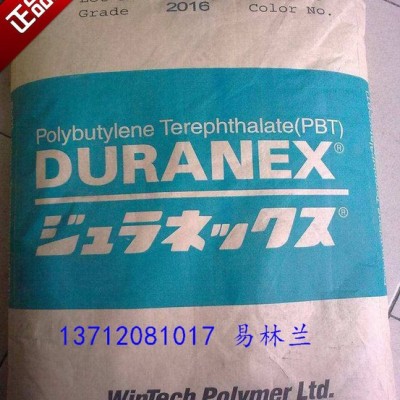 正品
Grade 2016 Color No.
Polybutylene Terephthalate(PBT)
DURANEX®
ジュラネックス®
13712081017 易林兰
WinTech Polymer Ltd.